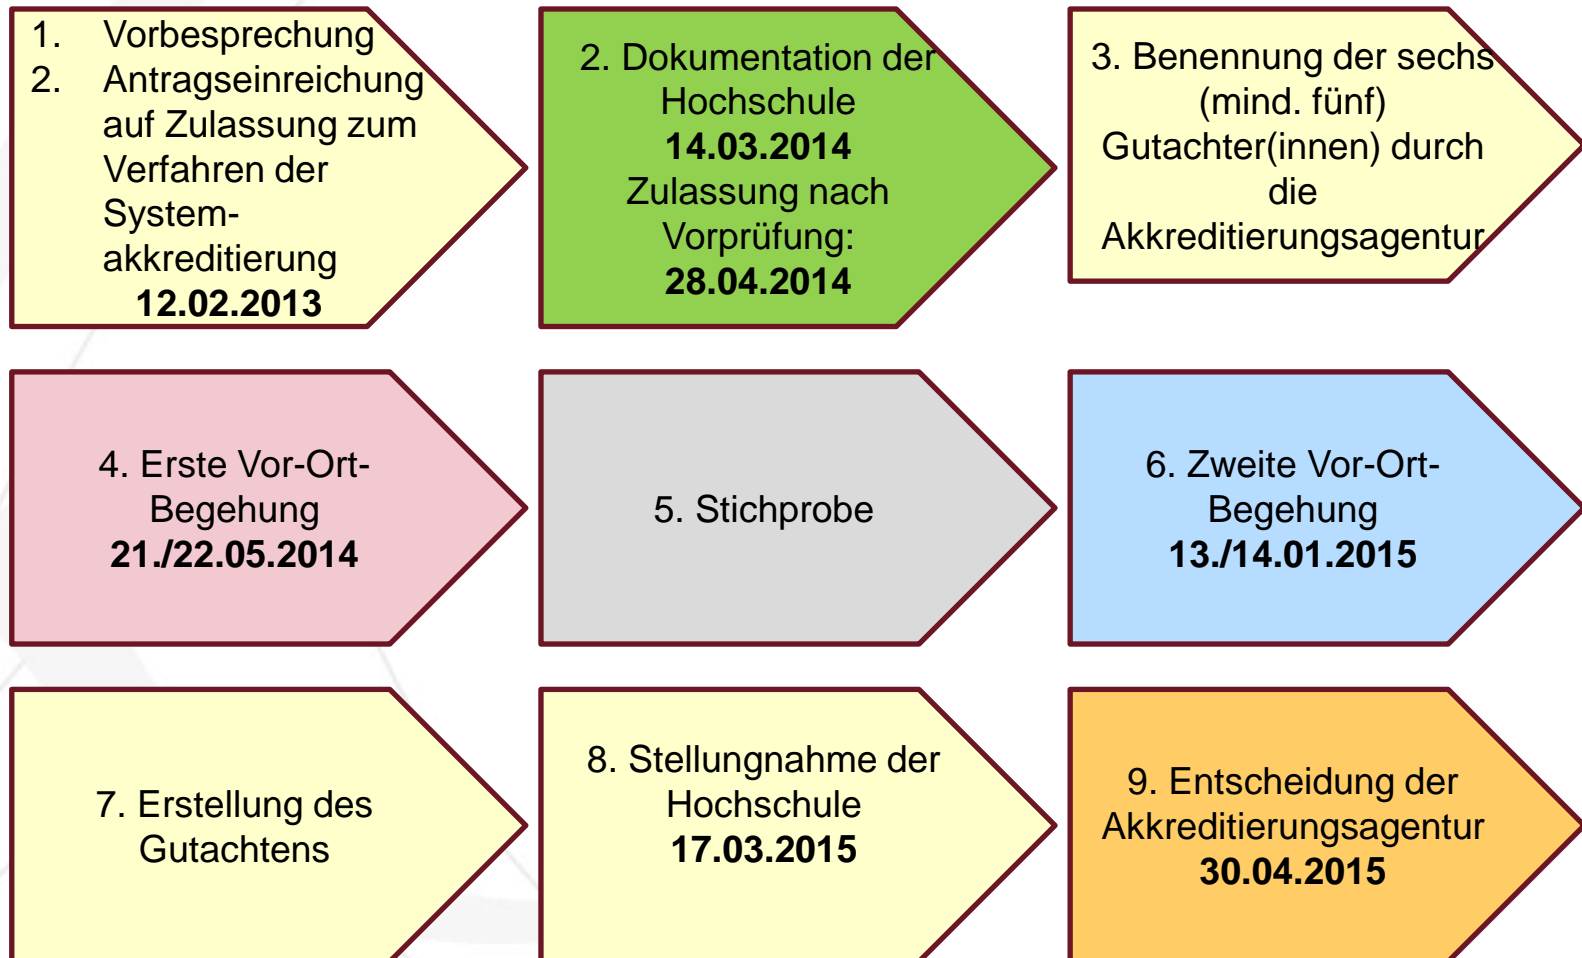 1. Vorbesprechung
2. Antragseinreichung
auf Zulassung zum
Verfahren der
System-
akkreditierung
12.02.2013
2. Dokumentation der
Hochschule
14.03.2014
Zulassung nach
Vorprüfung:
28.04.2014
3. Benennung der sechs
(mind. fünf)
Gutachter(innen) durch
die
Akkreditierungsagentur
4. Erste Vor-Ort-
Begehung
21./22.05.2014
5. Stichprobe
6. Zweite Vor-Ort-
Begehung
13./14.01.2015
7. Erstellung des
Gutachtens
8. Stellungnahme der
Hochschule
17.03.2015
9. Entscheidung der
Akkreditierungsagentur
30.04.2015